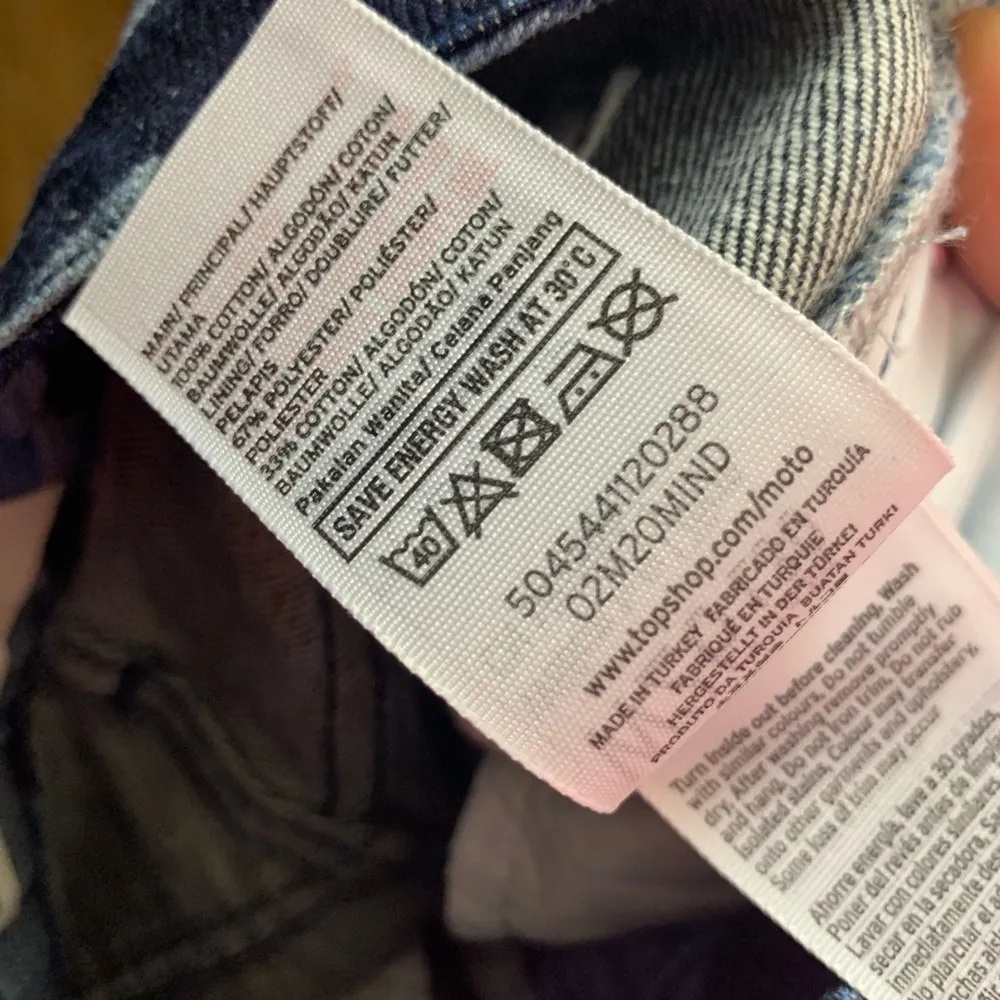 MAIN/ PRINCIPAL/ HAUPTSTOFF/
UTAMA
100% COTTON/ ALGODÓN/ COTON/
BAUMWOLLE/ ALGODÃO/ KATUN
LINING/ FORRO/ DOUBLURE/ FUTTER/
PELAPIS
67% POLYESTER/ POLIÉSTER/
POLIESTER
33% COTTON/ ALGODÓN/ COTON/
BAUMWOLLE/ ALGODÃO/ KATUN
Pakaian Wanita/ Celana Panjang
SAVE ENERGY WASH AT 30°C
40
5045444112028​8
02M20MIND
www.topshop.com/moto
MADE IN TURKEY FABRICADO EN TURQUÍA
FABRIQUÉ EN TURQUIE
HERGESTELLT IN DER TÜRKEI
PRODUTO DA TURQUIA BUATAN TURKI
Turn inside out before cleaning. Wash
with similar colours. Do not tumble
dry. After washing remove promptly
and hang. Do not iron trim. Do not rub
isolated stains. Colour may transfer
onto other garments and upholstery.
Some loss of trim may occur
Ahorre energía, lave a 30 grados.
Poner del revés antes de
Lavar con colores similares.
secar en la secadora.
inmediatamente
planchar el